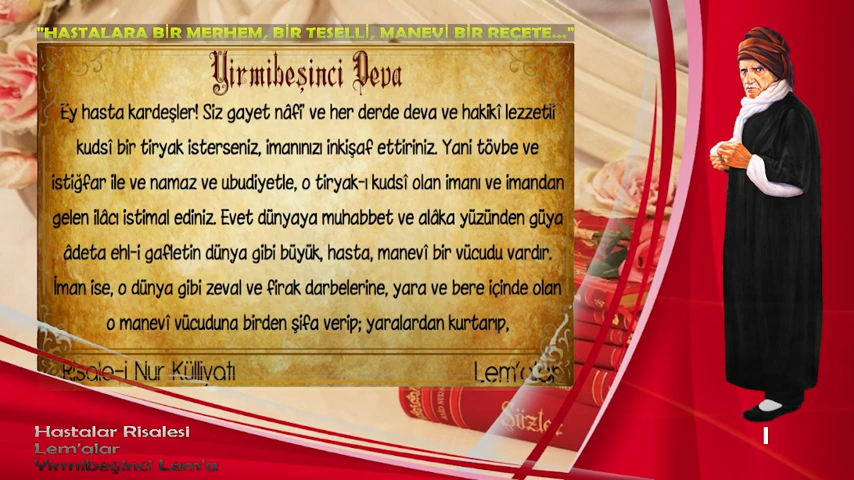 "HASTALARA BİR MERHEM, BİR TESELLİ, MANEVİ BİR REÇETE..."
Yirmibeşinci Deva
Ey hasta kardeşler! Siz gayet nâfi' ve her derde deva ve hakikî lezzetli
kudsî bir tiryak isterseniz, imanınızı inkişaf ettiriniz. Yani tövbe ve
istiğfar ile ve namaz ve ubudiyetle, o tiryak-ı kudsî olan imanı ve imandan
gelen ilâcı istimal ediniz. Evet dünyaya muhabbet ve alâka yüzünden güya
âdeta ehl-i gafletin dünya gibi büyük, hasta, manevî bir vücudu vardır.
İman ise, o dünya gibi zeval ve firak darbelerine, yara ve bere içinde olan
o manevî vücuduna birden şifa verip; yaralardan kurtarıp,
Risale-i Nur Külliyatı
Lem'alar
Sözler
Hastalar Risalesi
Lem'alar
Yirmibeşinci Lem'a